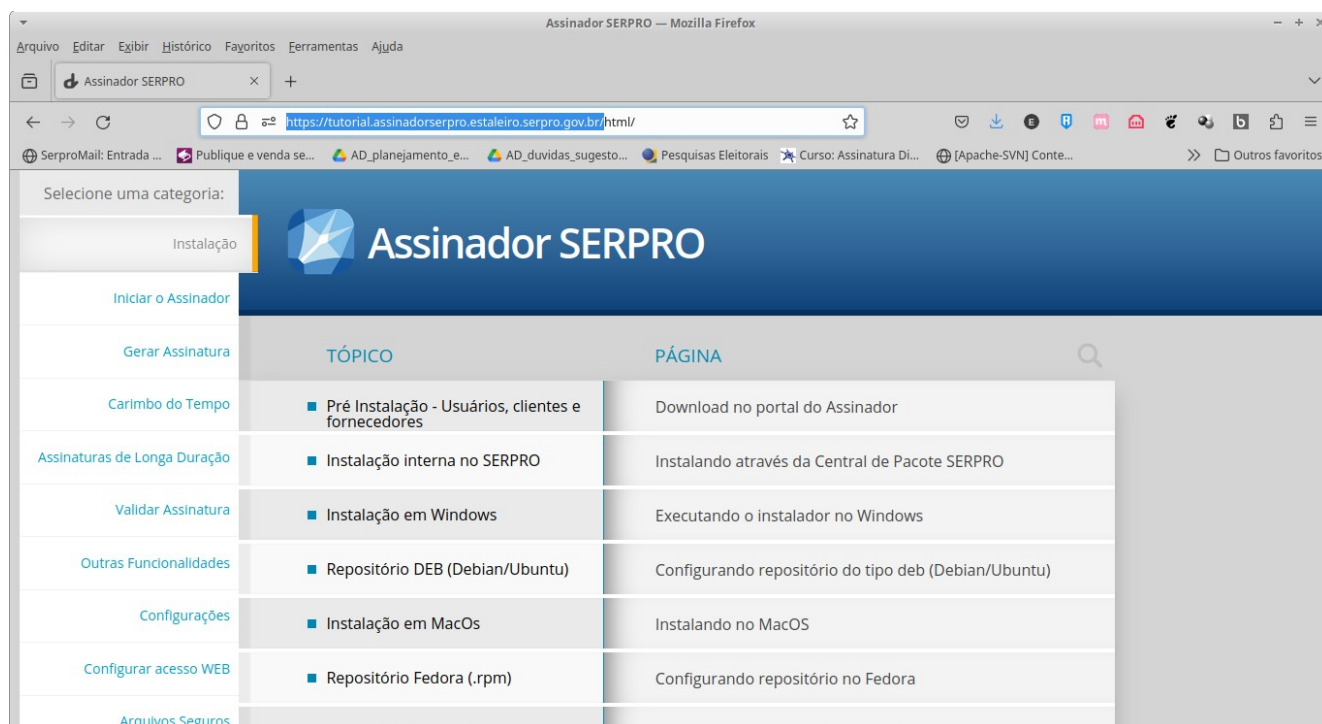 Assinador SERPRO — Mozilla Firefox
Arquivo Editar Exibir Histórico Favoritos Ferramentas Ajuda
Assinador SERPRO
https://tutorial.assinadorserpro.estaleiro.serpro.gov.br/html/
SerproMail: Entrada ... Publique e venda se... AD_planejamento_e... AD_duvidas_sugesto... Pesquisas Eleitorais Curso: Assinatura Di... [Apache-SVN] Conte... Outros favoritos
Selecione uma categoria:
Instalação
Iniciar o Assinador
Gerar Assinatura
Carimbo do Tempo
Assinaturas de Longa Duração
Validar Assinatura
Outras Funcionalidades
Configurações
Configurar acesso WEB
Arquivos Seguros
Assinador SERPRO
TÓPICO PÁGINA
Pré Instalação - Usuários, clientes e
fornecedores
Download no portal do Assinador
Instalação interna no SERPRO Instalando através da Central de Pacote SERPRO
Instalação em Windows Executando o instalador no Windows
Repositório DEB (Debian/Ubuntu) Configurando repositório do tipo deb (Debian/Ubuntu)
Instalação em MacOs Instalando no MacOS
Repositório Fedora (.rpm) Configurando repositório no Fedora